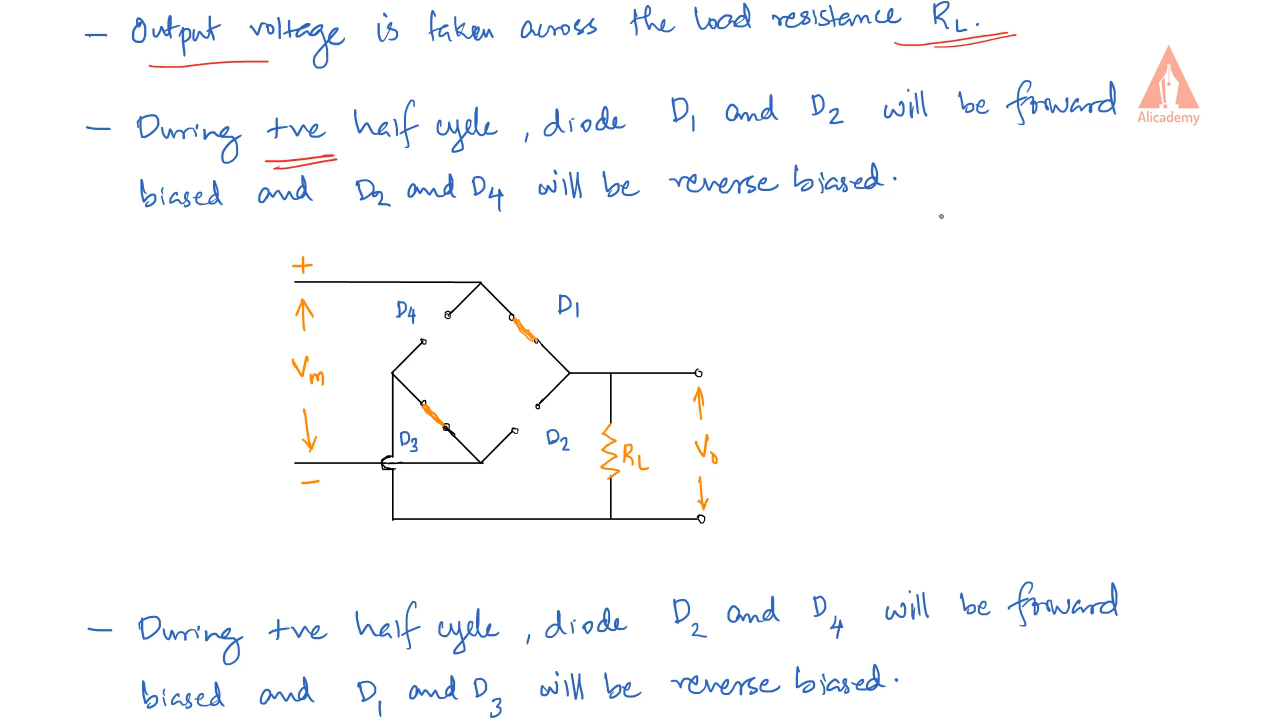 – Output voltage is taken across the load resistance RL.
Alicademy
– During +ve half cycle, diode D1 and D2 will be forward
biased and D2 and D4 will be reverse biased.
+
D4
D1
Vm
D3
D2
RL
Vo
–
– During +ve half cycle, diode D2 and D4 will be forward
biased and D1 and D3 will be reverse biased.